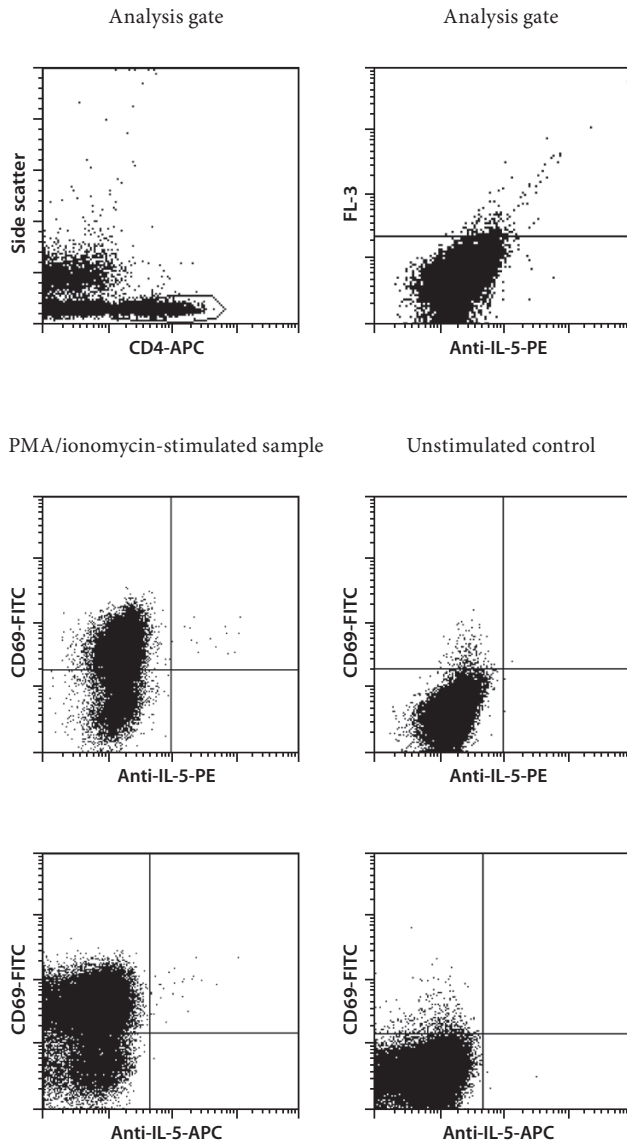 Analysis gate
Analysis gate
Side scatter
CD4-APC
FL-3
Anti-IL-5-PE
PMA/ionomycin-stimulated sample
Unstimulated control
CD69-FITC
Anti-IL-5-PE
CD69-FITC
Anti-IL-5-PE
CD69-FITC
Anti-IL-5-APC
CD69-FITC
Anti-IL-5-APC